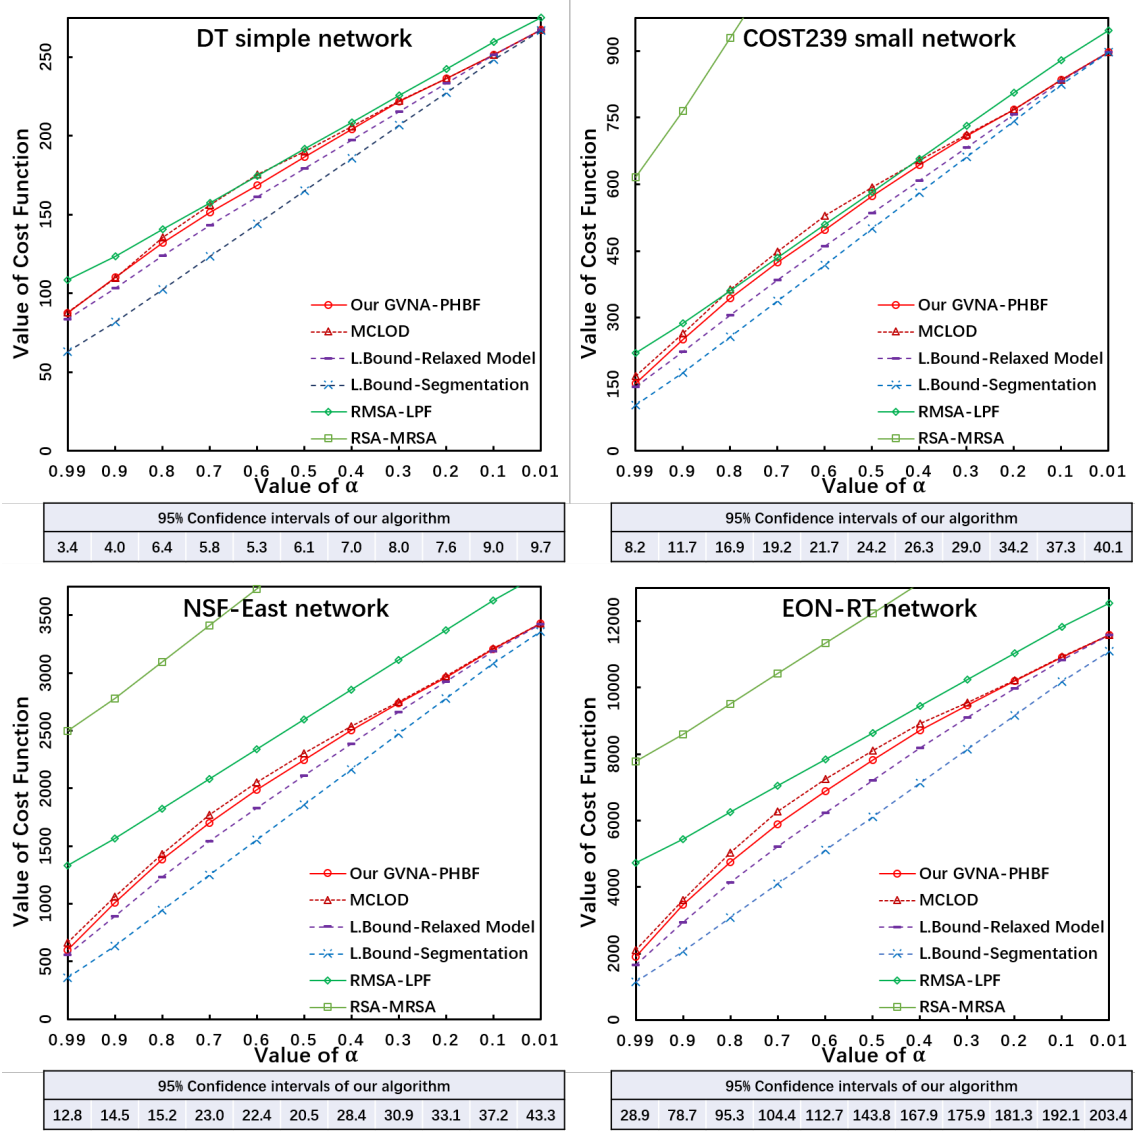 DT simple network
Value of Cost Function
250
200
150
100
50
0
Our GVNA-PHBF
MCLOD
L.Bound-Relaxed Model
L.Bound-Segmentation
RMSA-LPF
RSA-MRSA
0.99 0.9 0.8 0.7 0.6 0.5 0.4 0.3 0.2 0.1 0.01
Value of α
95% Confidence intervals of our algorithm
3.4 4.0 6.4 5.8 5.3 6.1 7.0 8.0 7.6 9.0 9.7
COST239 small network
Value of Cost Function
900
750
600
450
300
150
0
Our GVNA-PHBF
MCLOD
L.Bound-Relaxed Model
L.Bound-Segmentation
RMSA-LPF
RSA-MRSA
0.99 0.9 0.8 0.7 0.6 0.5 0.4 0.3 0.2 0.1 0.01
Value of α
95% Confidence intervals of our algorithm
8.2 11.7 16.9 19.2 21.7 24.2 26.3 29.0 34.2 37.3 40.1
NSF-East network
Value of Cost Function
35000
30000
2500
2000
1500
1000
500
0
Our GVNA-PHBF
MCLOD
L.Bound-Relaxed Model
L.Bound-Segmentation
RMSA-LPF
RSA-MRSA
0.99 0.9 0.8 0.7 0.6 0.5 0.4 0.3 0.2 0.1 0.01
Value of α
95% Confidence intervals of our algorithm
12.8 14.5 15.2 23.0 22.4 20.5 28.4 30.9 33.1 37.2 43.3
EON-RT network
Value of Cost Function
12000
10000
8000
6000
4000
2000
0
Our GVNA-PHBF
MCLOD
L.Bound-Relaxed Model
L.Bound-Segmentation
RMSA-LPF
RSA-MRSA
0.99 0.9 0.8 0.7 0.6 0.5 0.4 0.3 0.2 0.1 0.01
Value of α
95% Confidence intervals of our algorithm
28.9 78.7 95.3 104.4 112.7 143.8 167.9 175.9 181.3 192.1 203.4